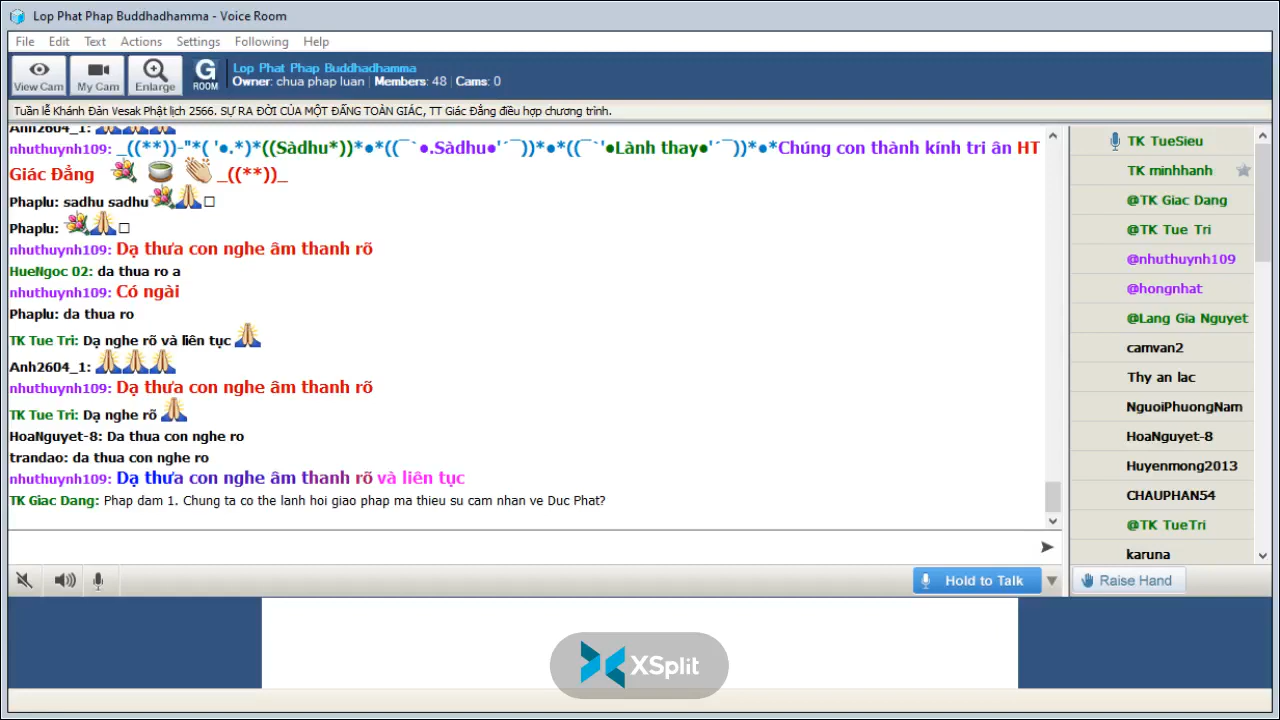 Lop Phat Phap Buddhadhamma - Voice Room
File Edit Text Actions Settings Following Help
View Cam My Cam Enlarge G ROOM
Lop Phat Phap Buddhadhamma
Owner: chua phap luan | Members: 48 | Cams: 0
Tuần lễ Khánh Đản Vesak Phật lịch 2566. SỰ RA ĐỜI CỦA MỘT ĐẤNG TOÀN GIÁC, TT Giác Đẳng điều hợp chương trình.
Anh2604_1:
nhuthuynh109: _((**))-"*( '●.*)*((Sàdhu*))*●*((¯`●.Sàdhu●'´¯))*●*((¯`'●Lành thay●'´¯))*●*Chúng con thành kính tri ân HT
Giác Đẳng _((**))_
Phaplu: sadhu sadhu
Phaplu:
nhuthuynh109: Dạ thưa con nghe âm thanh rõ
HueNgoc 02: da thua ro a
nhuthuynh109: Có ngài
Phaplu: da thua ro
TK Tue Tri: Dạ nghe rõ và liên tục
Anh2604_1:
nhuthuynh109: Dạ thưa con nghe âm thanh rõ
TK Tue Tri: Dạ nghe rõ
HoaNguyet-8: Da thua con nghe ro
trandao: da thua con nghe ro
nhuthuynh109: Dạ thưa con nghe âm thanh rõ và liên tục
TK Giac Dang: Phap dam 1. Chung ta co the lanh hoi giao phap ma thieu su cam nhan ve Duc Phat?
TK TueSieu
TK minhhanh
@TK Giac Dang
@TK Tue Tri
@nhuthuynh109
@hongnhat
@Lang Gia Nguyet
camvan2
Thy an lac
NguoiPhuongNam
HoaNguyet-8
Huyenmong2013
CHAUPHAN54
@TK TueTri
karuna
Hold to Talk
Raise Hand
XSplit